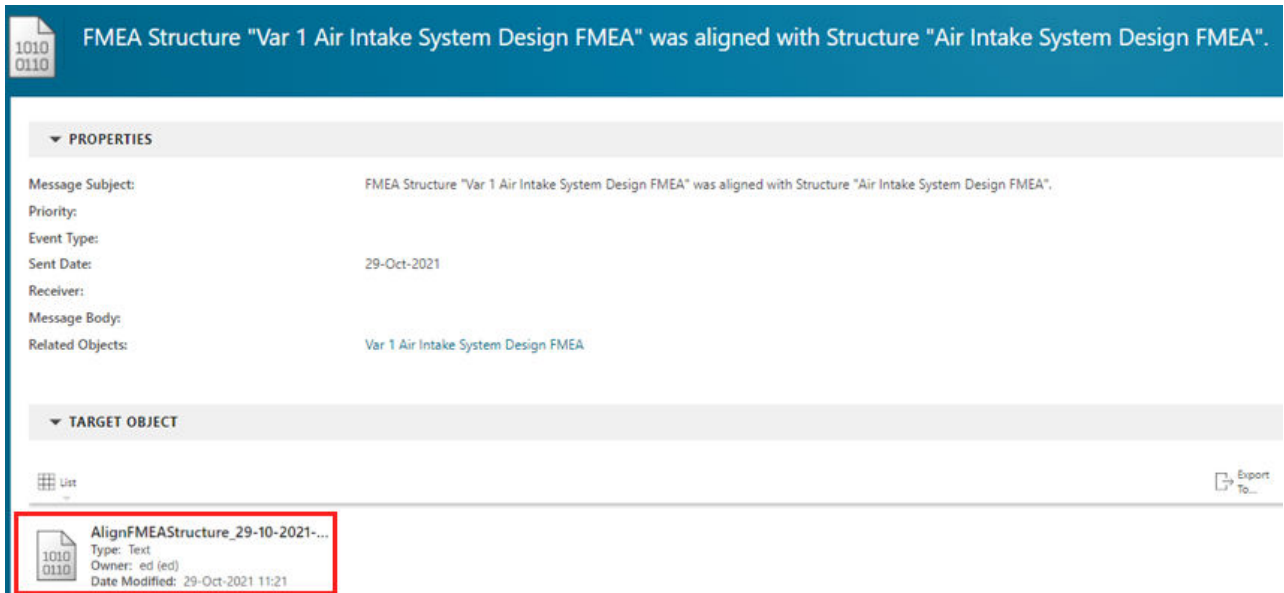 1010
0110
FMEA Structure "Var 1 Air Intake System Design FMEA" was aligned with Structure "Air Intake System Design FMEA".
PROPERTIES
Message Subject: FMEA Structure "Var 1 Air Intake System Design FMEA" was aligned with Structure "Air Intake System Design FMEA".
Priority:
Event Type:
Sent Date: 29-Oct-2021
Receiver:
Message Body:
Related Objects: Var 1 Air Intake System Design FMEA
TARGET OBJECT
List
Export
To...
AlignFMEAStructure_29-10-2021-...
1010
0110
Type: Text
Owner: ed (ed)
Date Modified: 29-Oct-2021 11:21